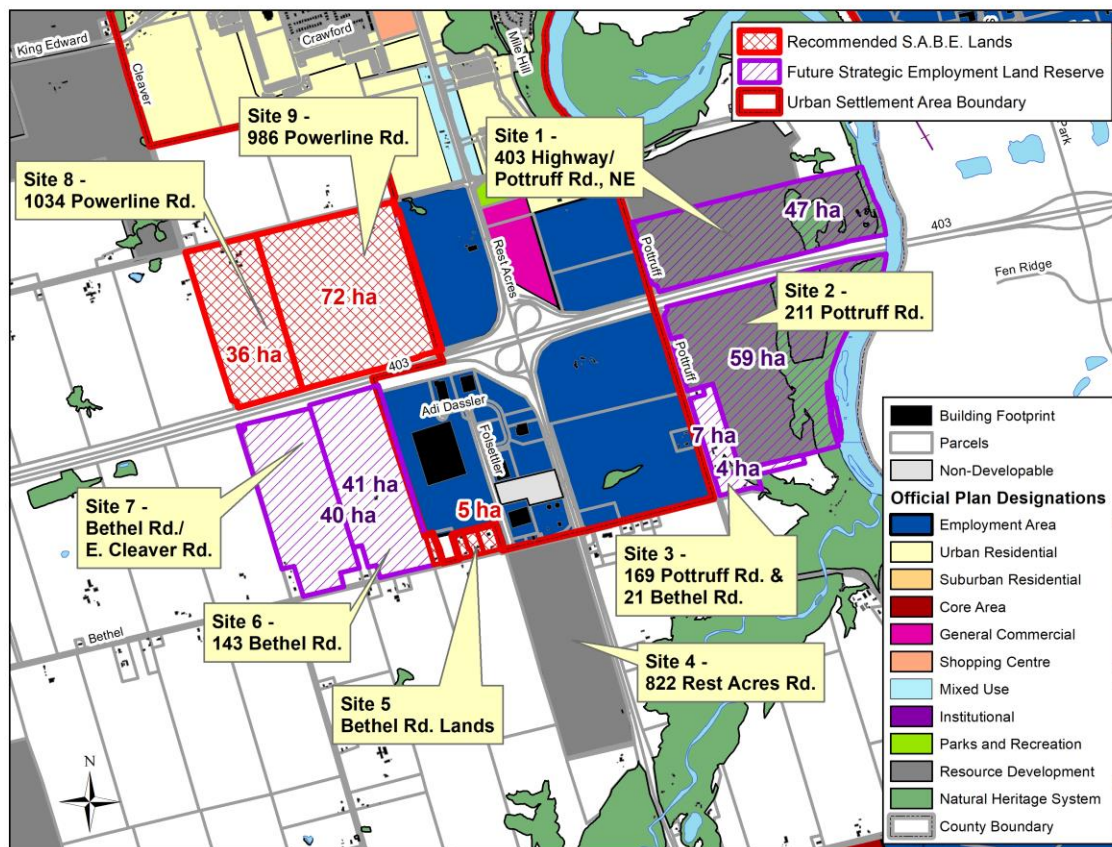 King Edward
Crawford
Cleaver
Mile Hill
Recommended S.A.B.E. Lands
Future Strategic Employment Land Reserve
Urban Settlement Area Boundary
Park
Site 9 -
986 Powerline Rd.
Site 1 -
403 Highway/
Pottruff Rd., NE
Site 8 -
1034 Powerline Rd.
47 ha
403
Rest Acres
Pottruff
Fen Ridge
72 ha
Site 2 -
211 Pottruff Rd.
36 ha
59 ha
403
Pottruff
Adi Dassler
Folsettler
7 ha
4 ha
41 ha
40 ha
5 ha
Site 7 -
Bethel Rd./
E. Cleaver Rd.
Site 3 -
169 Pottruff Rd. &
21 Bethel Rd.
Site 6 -
143 Bethel Rd.
Bethel
Site 4 -
822 Rest Acres Rd.
Site 5
Bethel Rd. Lands
N
Building Footprint
Parcels
Non-Developable
Official Plan Designations
Employment Area
Urban Residential
Suburban Residential
Core Area
General Commercial
Shopping Centre
Mixed Use
Institutional
Parks and Recreation
Resource Development
Natural Heritage System
County Boundary